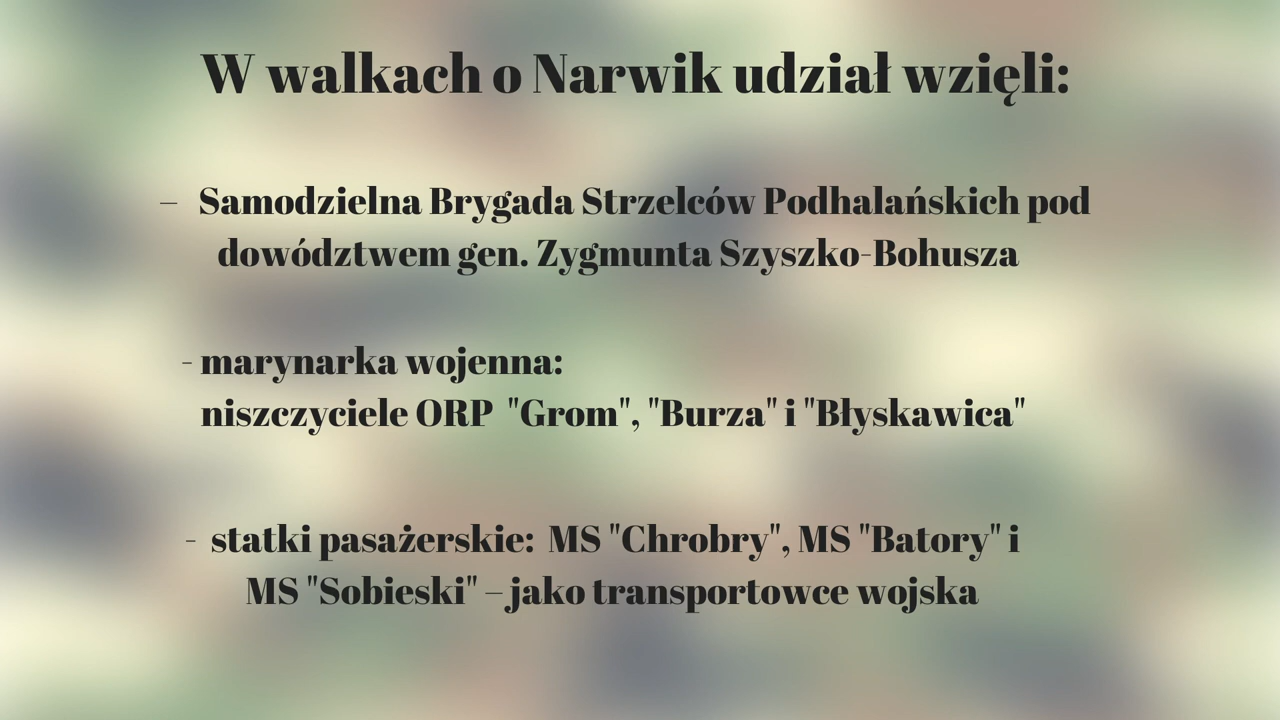 W walkach o Narwik udział wzięli:
– Samodzielna Brygada Strzelców Podhalańskich pod
dowództwem gen. Zygmunta Szyszko-Bohusza
- marynarka wojenna:
niszczyciele ORP "Grom", "Burza" i "Błyskawica"
- statki pasażerskie: MS "Chrobry", MS "Batory" i
MS "Sobieski" – jako transportowce wojska